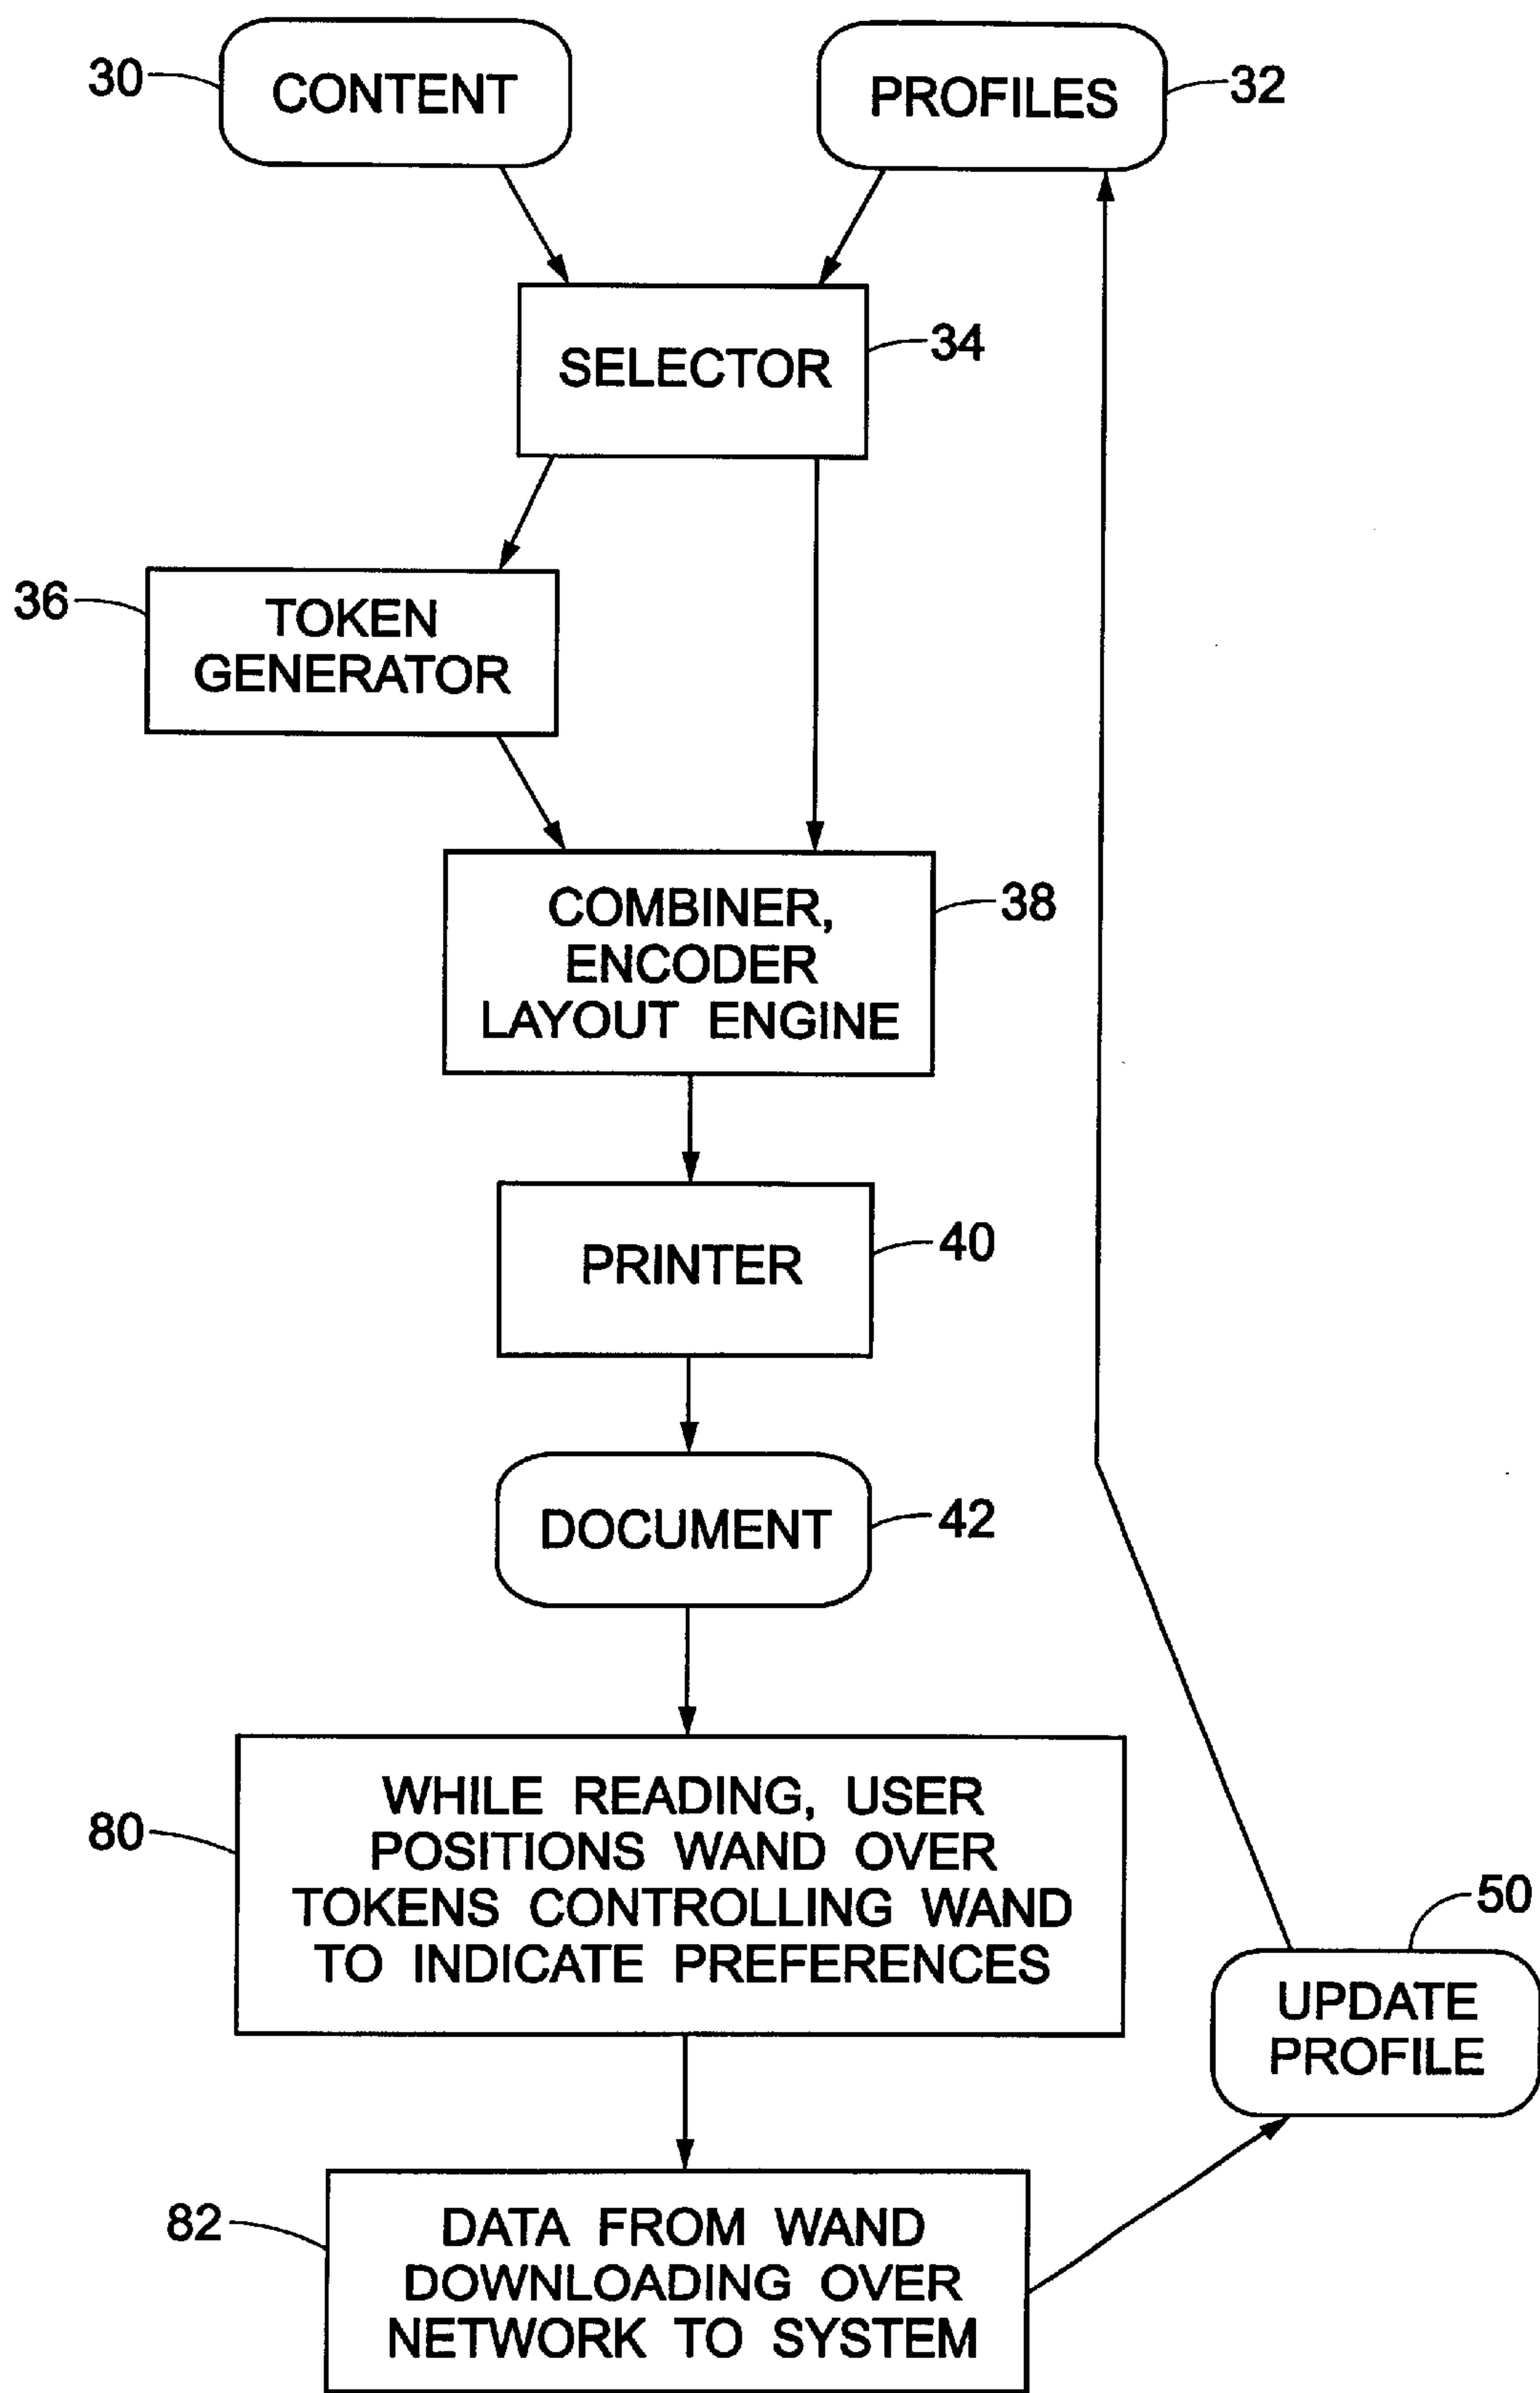 30
CONTENT
PROFILES
32
SELECTOR
34
36
TOKEN
GENERATOR
COMBINER,
ENCODER
LAYOUT ENGINE
38
PRINTER
40
DOCUMENT
42
80
WHILE READING, USER
POSITIONS WAND OVER
TOKENS CONTROLLING WAND
TO INDICATE PREFERENCES
50
UPDATE
PROFILE
82
DATA FROM WAND
DOWNLOADING OVER
NETWORK TO SYSTEM